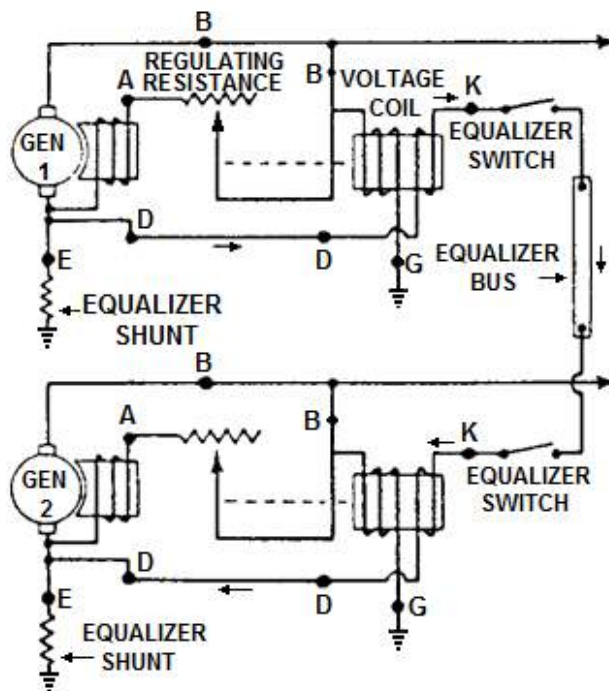 B
REGULATING
RESISTANCE
A
B
VOLTAGE
COIL
K
EQUALIZER
SWITCH
GEN
1
D
D
E
G
EQUALIZER
BUS
EQUALIZER
SHUNT
B
A
B
K
EQUALIZER
SWITCH
GEN
2
D
D
E
G
EQUALIZER
SHUNT